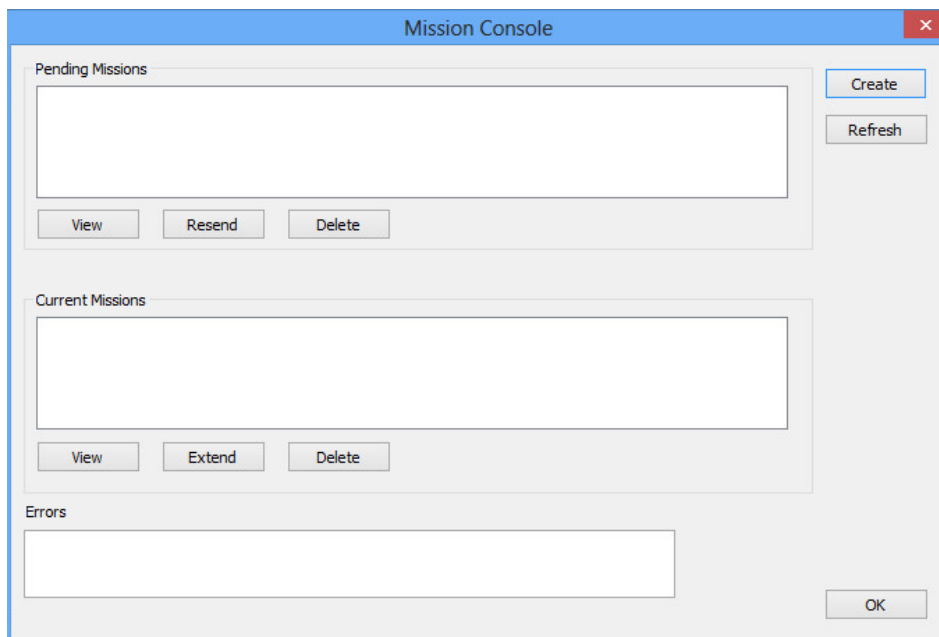 Mission Console
Pending Missions
Create
Refresh
View Resend Delete
Current Missions
View Extend Delete
Errors
OK